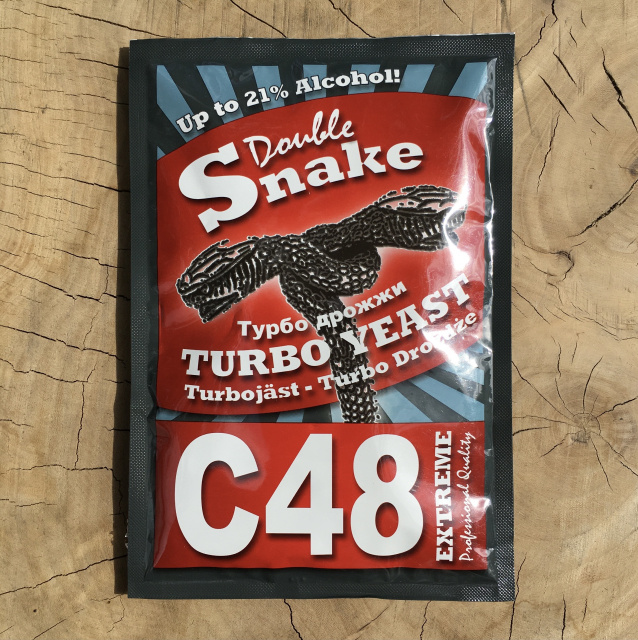 Up to 21% Alcohol!
Double
Snake
Турбо дрожжи
TURBO YEAST
Turbojäst - Turbo Drożdże
C48
EXTREME
Professional Quality